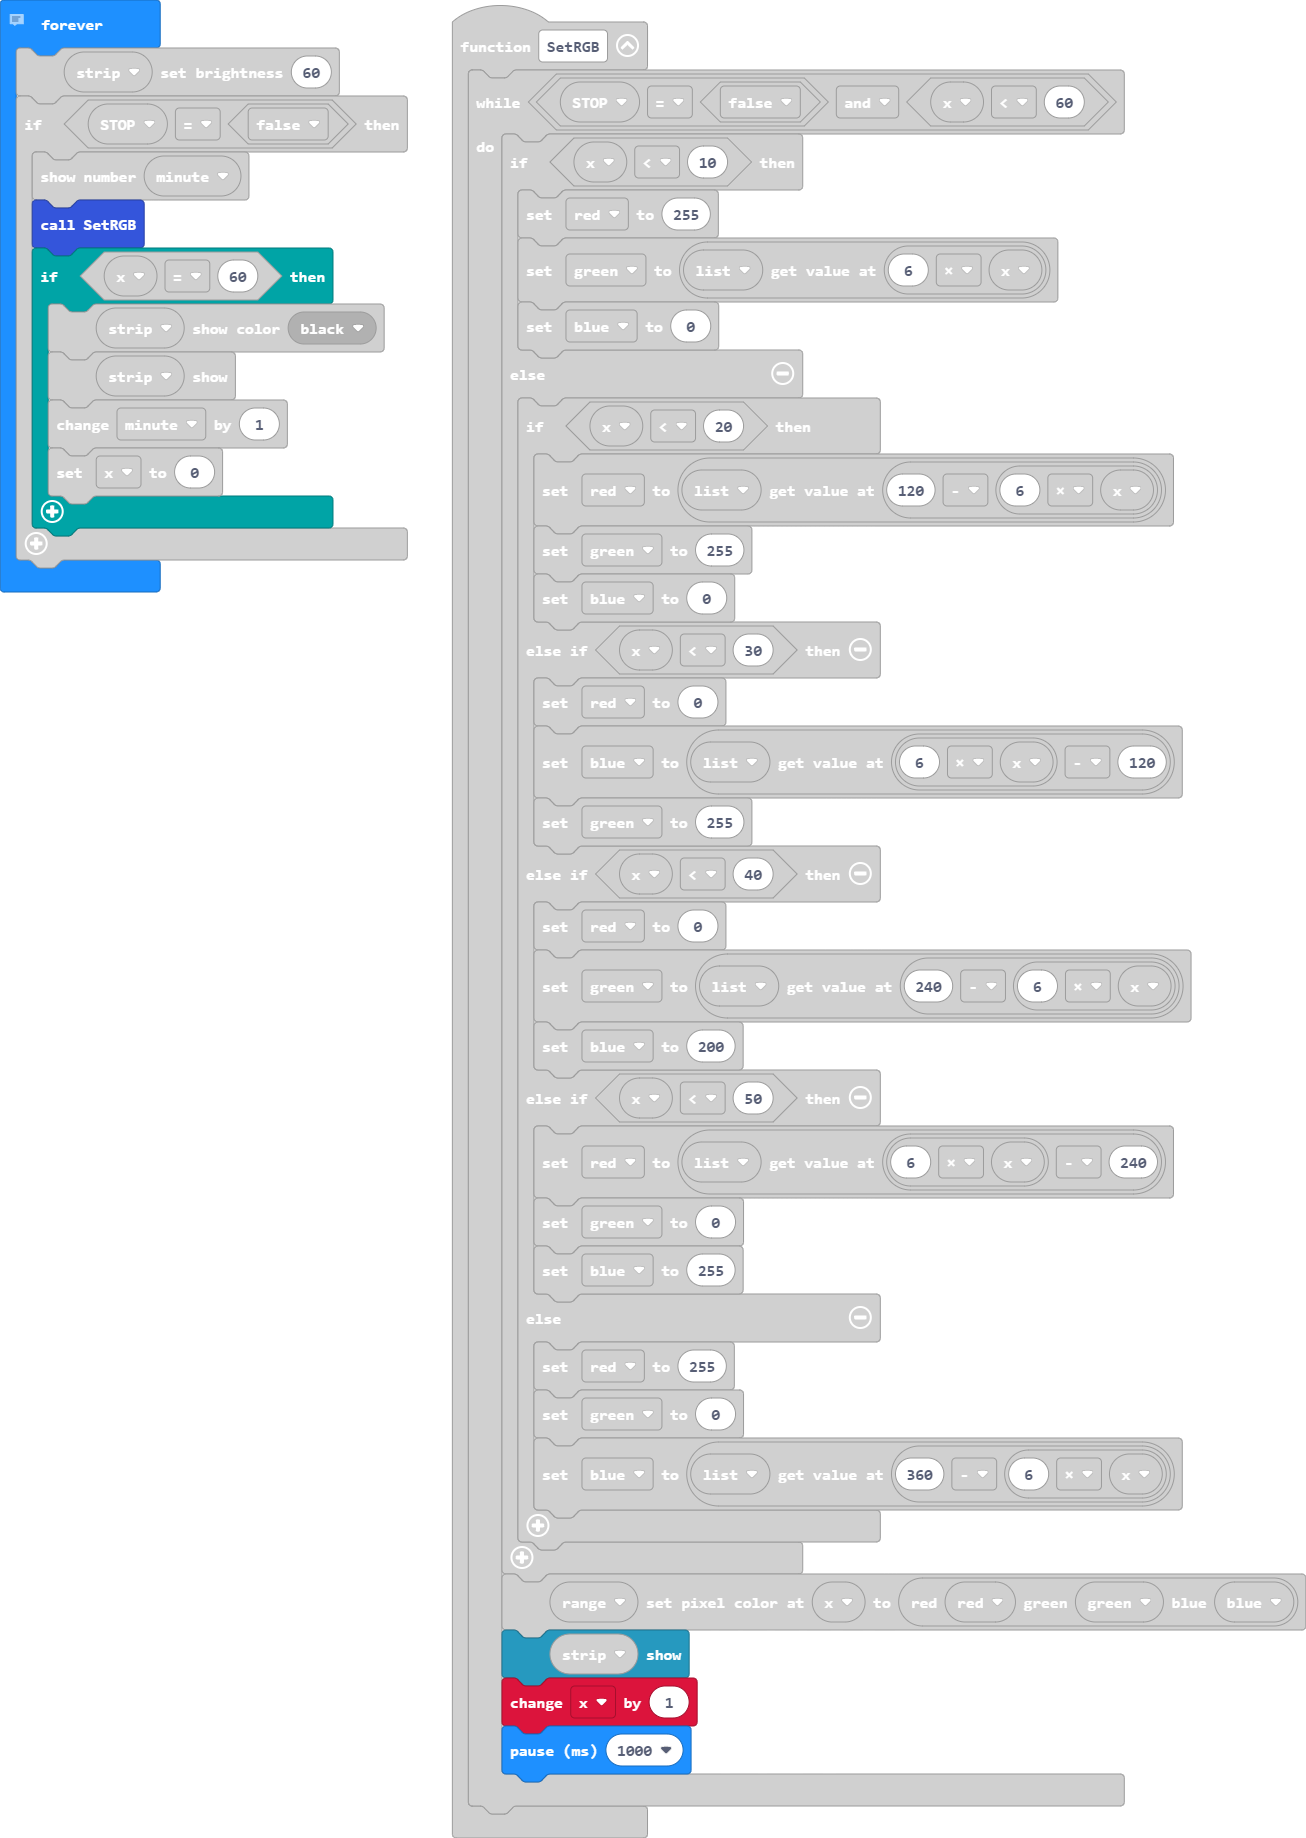 forever
strip set brightness 60
if STOP = false then
show number minute
call SetRGB
if x = 60 then
strip show color black
strip show
change minute by 1
set x to 0
function SetRGB
while STOP = false and x < 60
do
if x < 10 then
set red to 255
set green to list get value at 6 × x
set blue to 0
else
if x < 20 then
set red to list get value at 120 - 6 × x
set green to 255
set blue to 0
else if x < 30 then
set red to 0
set blue to list get value at 6 × x - 120
set green to 255
else if x < 40 then
set red to 0
set green to list get value at 240 - 6 × x
set blue to 200
else if x < 50 then
set red to list get value at 6 × x - 240
set green to 0
set blue to 255
else
set red to 255
set green to 0
set blue to list get value at 360 - 6 × x
range set pixel color at x to red red green green blue blue
strip show
change x by 1
pause (ms) 1000